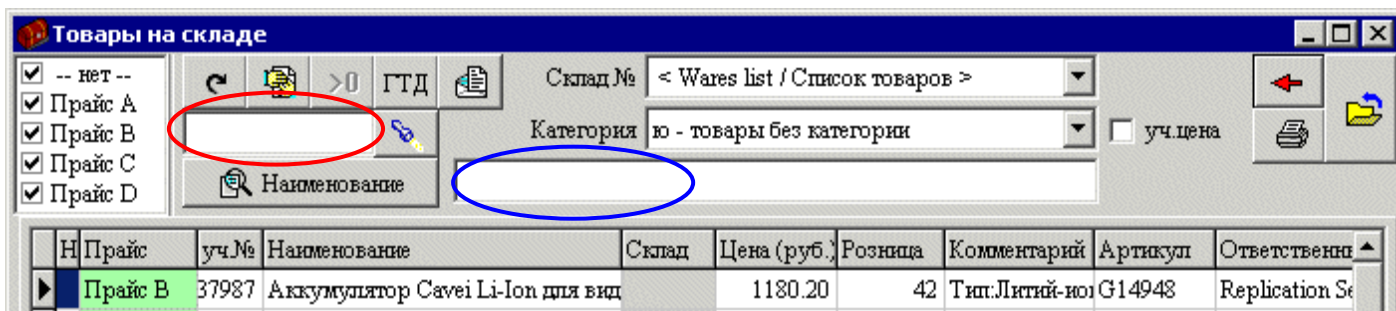 Товары на складе
-- нет --
Прайс A
Прайс B
Прайс C
Прайс D
>0 ГТД
Склад № < Wares list / Список товаров >
Категория ю - товары без категории уч.цена
Наименование
Н Прайс уч.№ Наименование Склад Цена (руб.) Розница Комментарий Артикул Ответственны
Прайс B 37987 Аккумулятор Cavei Li-Ion для вид 1180.20 42 Тип:Литий-ион G14948 Replication Se